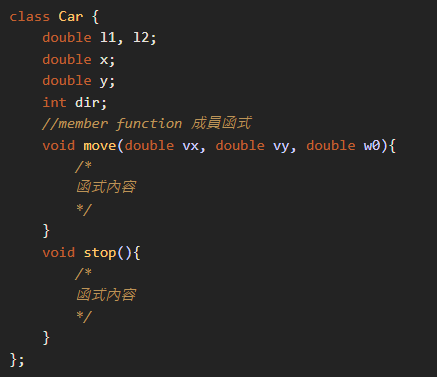 class Car {
    double l1, l2;
    double x;
    double y;
    int dir;
    //member function 成員函式
    void move(double vx, double vy, double w0){
        /*
        函式內容
        */
    }
    void stop(){
        /*
        函式內容
        */
    }
};